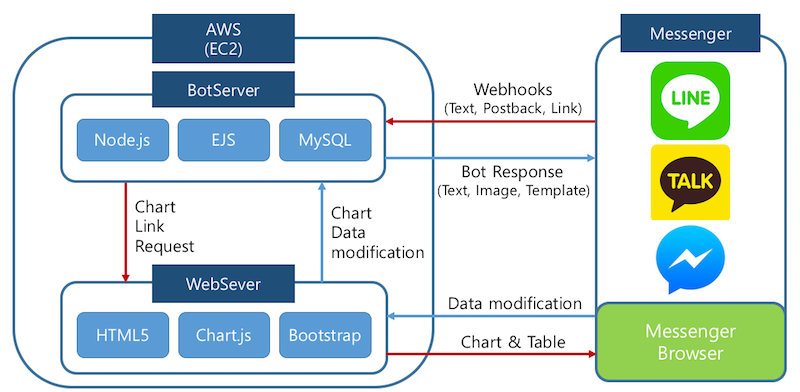 AWS
(EC2)
Messenger
BotServer
Node.js
EJS
MySQL
Webhooks
(Text, Postback, Link)
LINE
Bot Response
(Text, Image, Template)
TALK
Chart
Link
Request
Chart
Data
modification
WebSever
HTML5
Chart.js
Bootstrap
Data modification
Chart & Table
Messenger
Browser